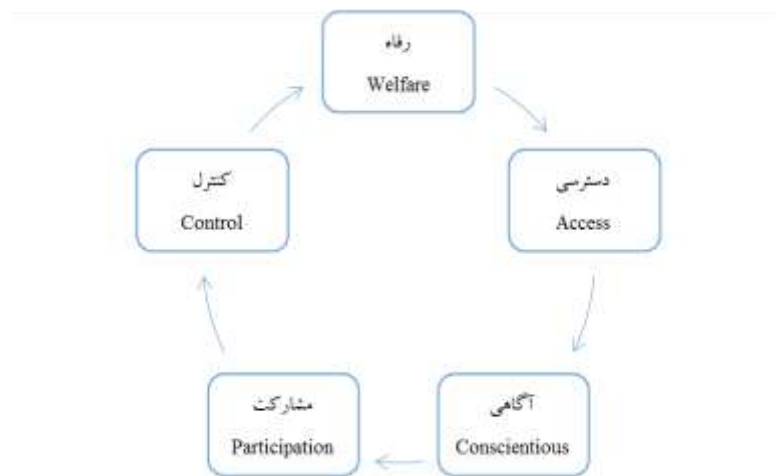 رفاه
Welfare
دسترسی
Access
آگاهی
Conscientious
مشارکت
Participation
کنترل
Control